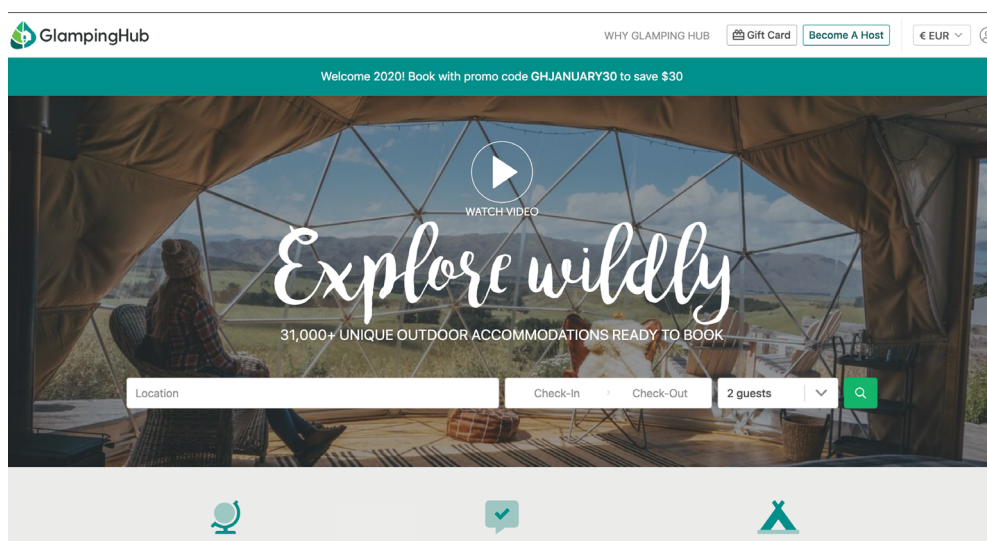 GlampingHub
WHY GLAMPING HUB
Gift Card
Become A Host
€ EUR
Welcome 2020! Book with promo code GHJANUARY30 to save $30
WATCH VIDEO
Explore wildly
31,000+ UNIQUE OUTDOOR ACCOMMODATIONS READY TO BOOK
Location
Check-In
Check-Out
2 guests